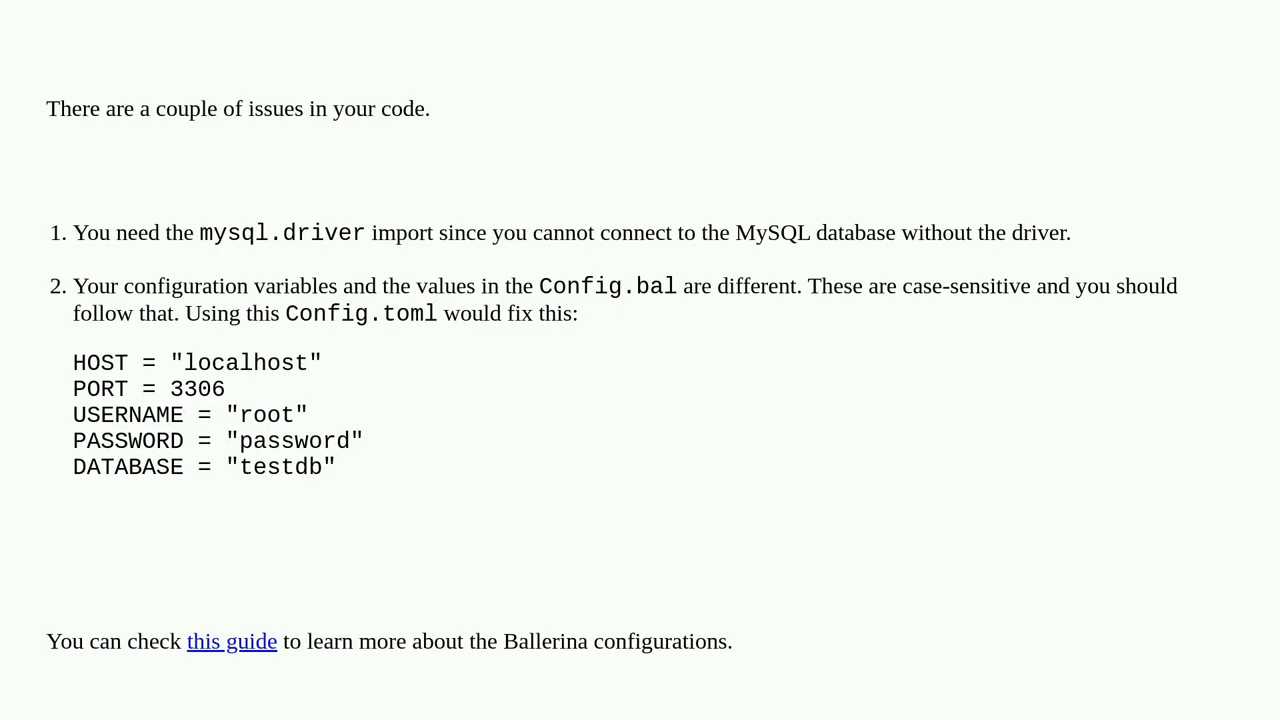 There are a couple of issues in your code.
1. You need the mysql.driver import since you cannot connect to the MySQL database without the driver.
2. Your configuration variables and the values in the Config.bal are different. These are case-sensitive and you should
follow that. Using this Config.toml would fix this:
HOST = "localhost"
PORT = 3306
USERNAME = "root"
PASSWORD = "password"
DATABASE = "testdb"
You can check this guide to learn more about the Ballerina configurations.